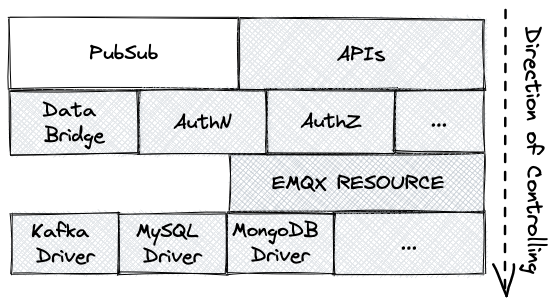 PubSub
APIs
Data
Bridge
AuthN
AuthZ
...
EMQX RESOURCE
Kafka
Driver
MySQL
Driver
MongoDB
Driver
...
Direction of Controlling